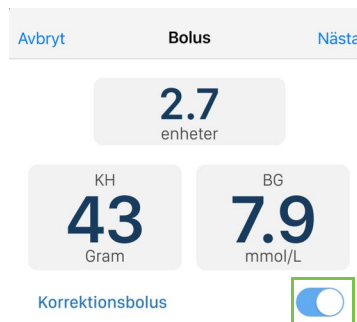 Avbryt Bolus Nästa
2.7
enheter
KH BG
43 7.9
Gram mmol/L
Korrektionsbolus